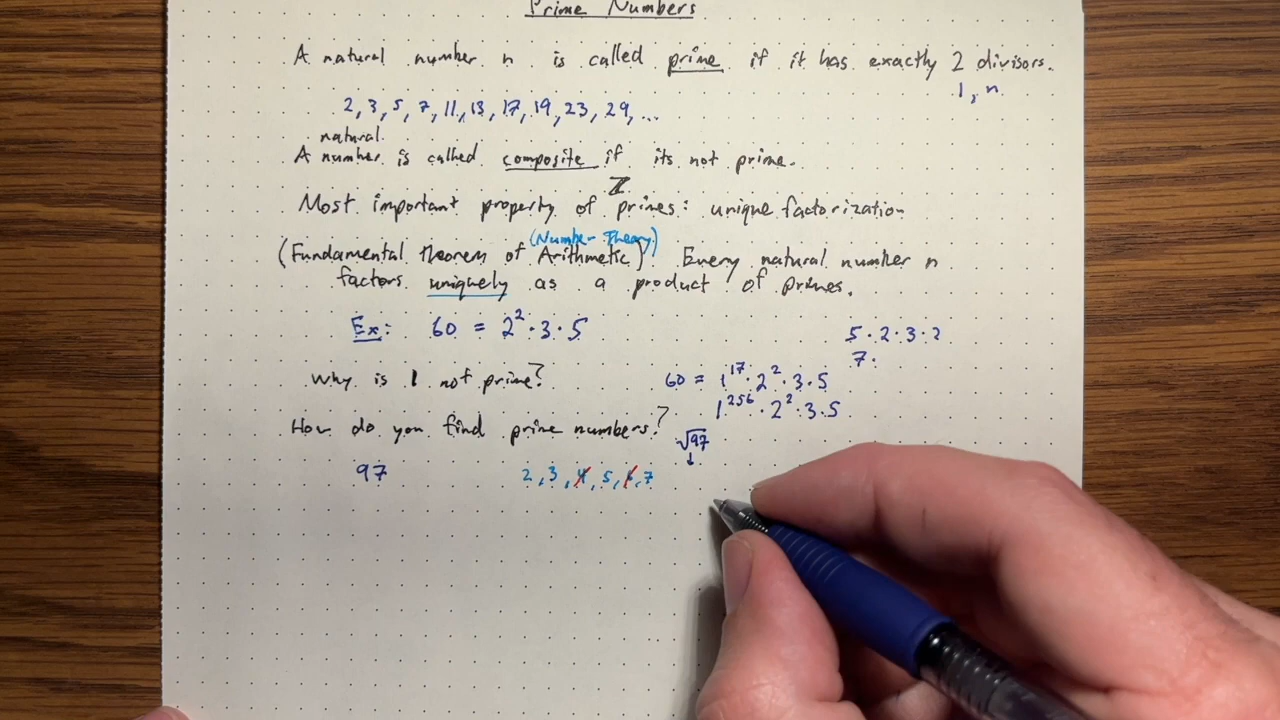 Prime Numbers
A natural number n is called prime if it has exactly 2 divisors.
1, n
2, 3, 5, 7, 11, 13, 17, 19, 23, 29, ...
natural
A number is called composite if its not prime.
ℤ
Most important property of primes: unique factorization
(Number Theory)
(Fundamental Theorem of Arithmetic) Every natural number n
factors uniquely as a product of primes.
Ex: 60 = 2²·3·5
5·2·3·2
7·
Why is 1 not prime?
60 = 1¹⁷·2²·3·5
1²⁵⁶·2²·3·5
How do you find prime numbers?
√97
↓
97 2, 3, 4, 5, 6, 7